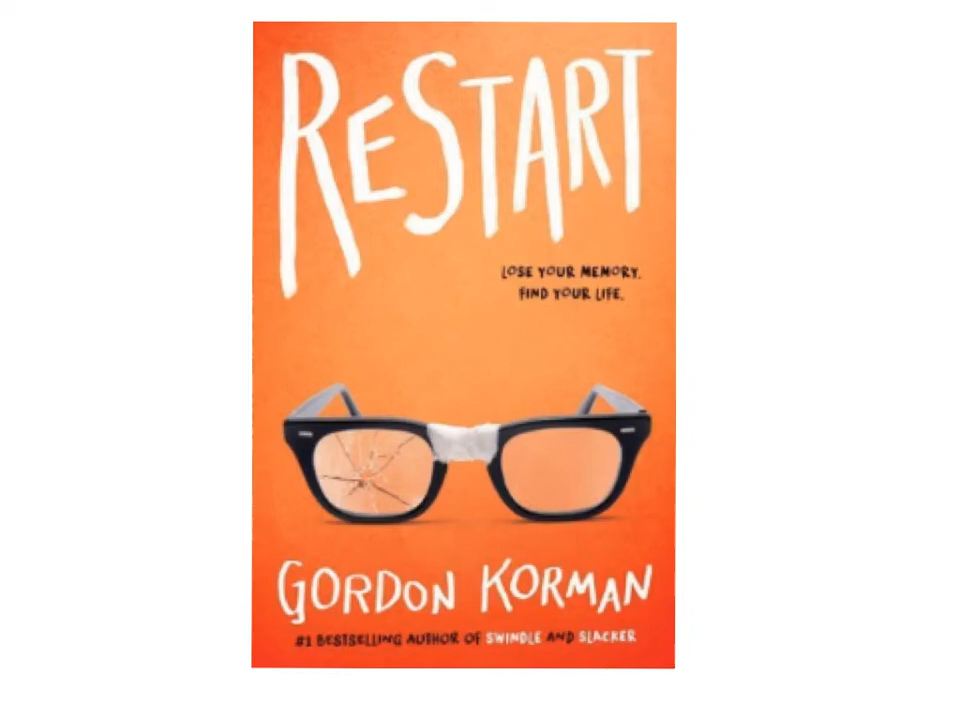 RESTART
LOSE YOUR MEMORY.
FIND YOUR LIFE.
GORDON KORMAN
#1 BESTSELLING AUTHOR OF SWINDLE AND SLACKER